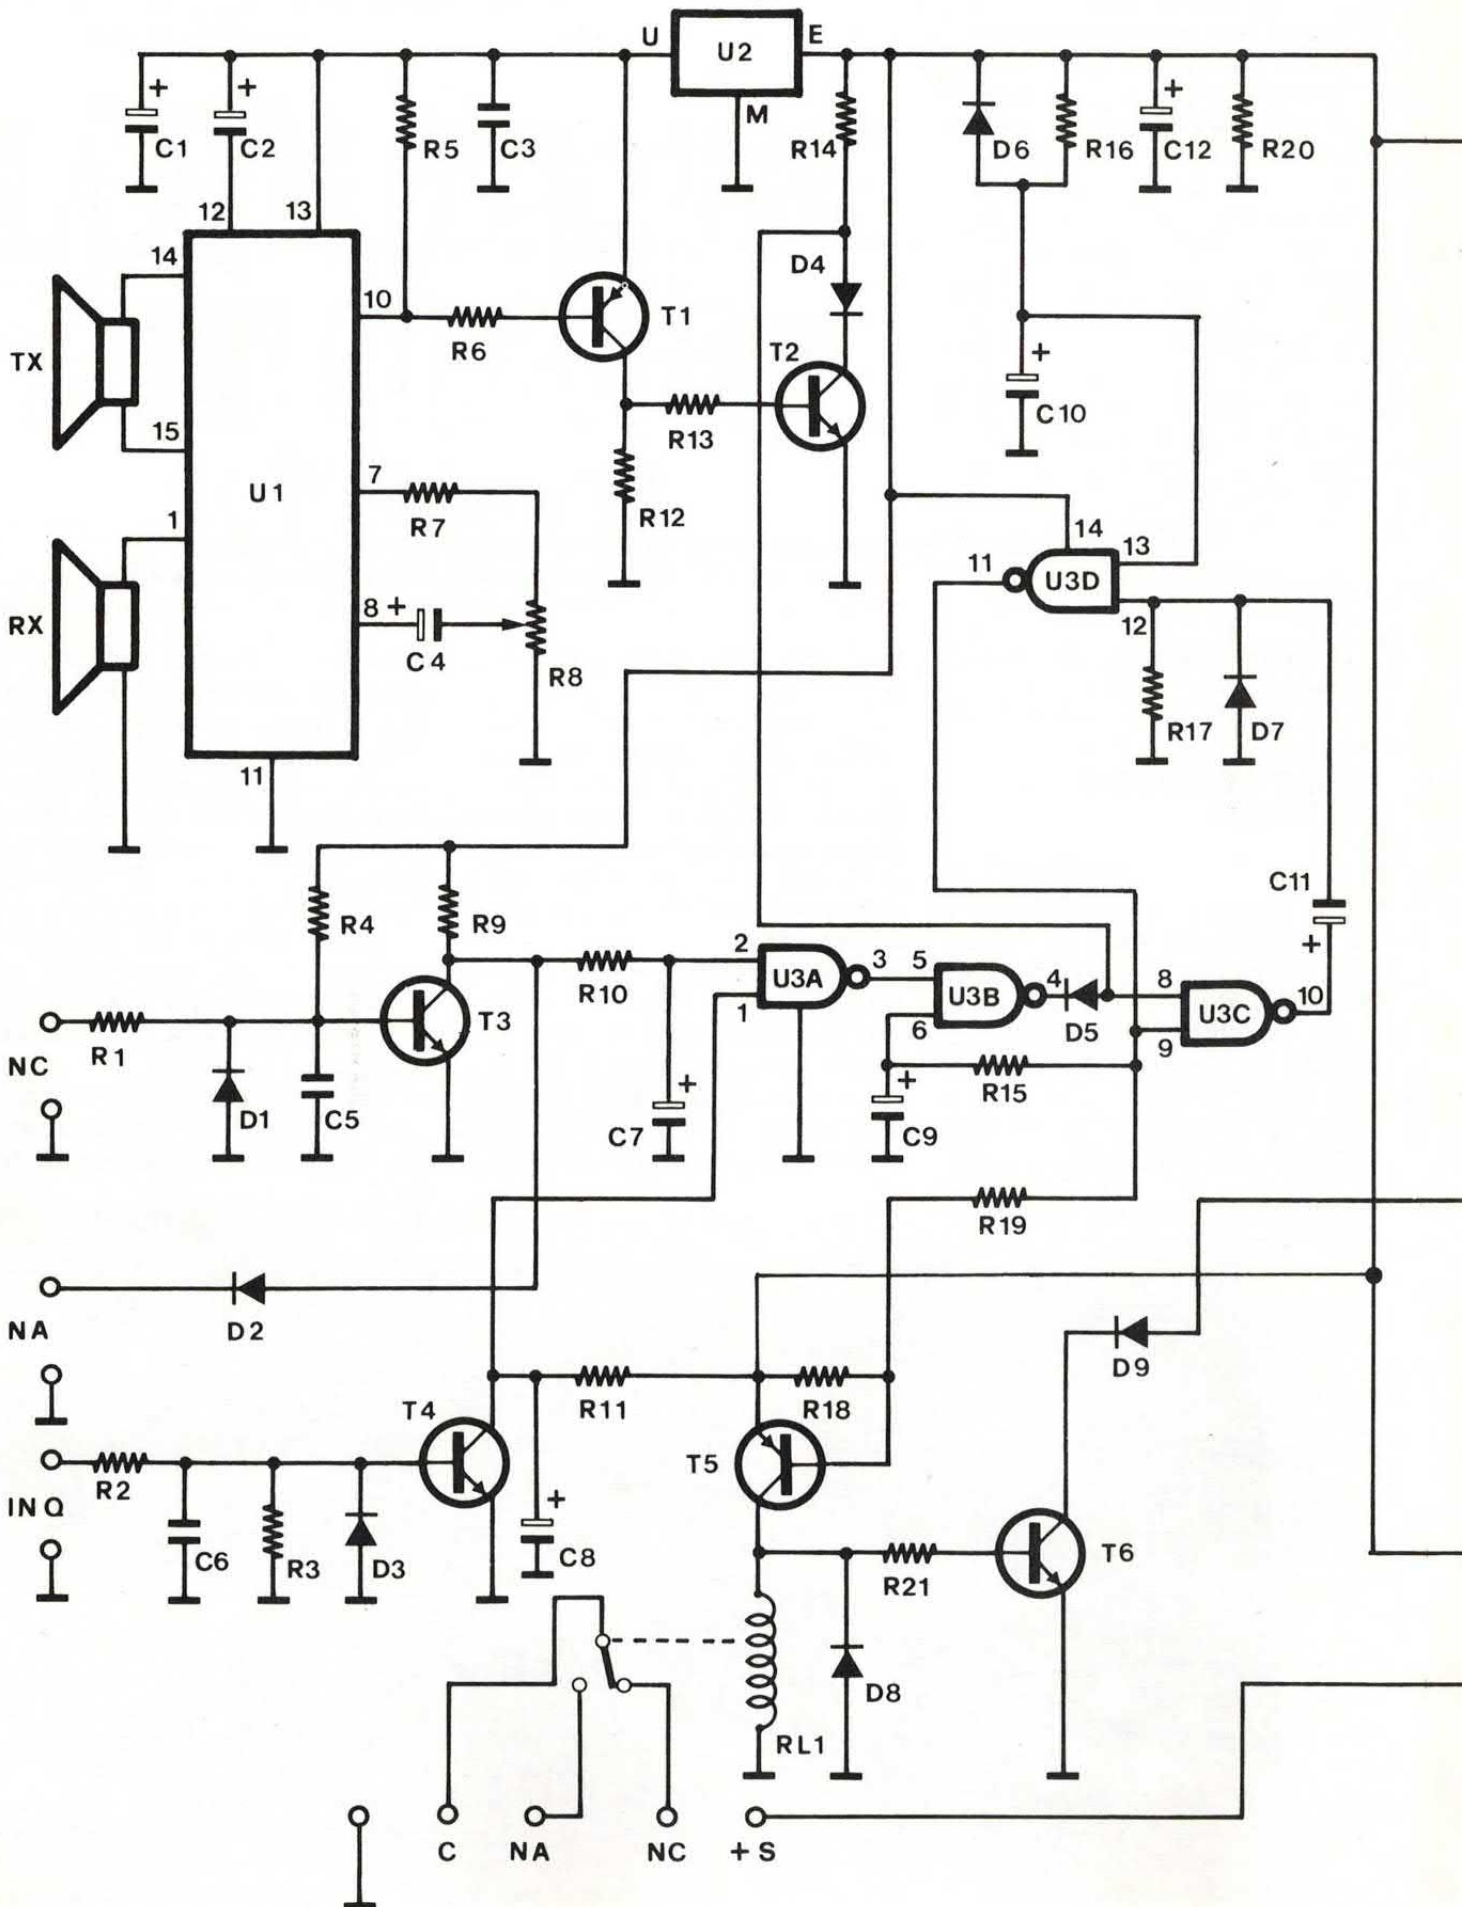 U U2 E
M
C1 C2 R5 C3 R14 D6 R16 C12 R20
+ + +
12 13
14
10
D4
TX
R6 T1 T2
+
C10
15
R13
7
U1
R7 R12
1
14
11 13
U3D
12
RX
8 +
C4 R8
R17 D7
11
C11
+
R4 R9
2 3 5
U3A
R10
1
4 8
U3B
6
D5
U3C 10
9
T3
R1
NC
D1 C5
+
C7
+
C9
R15
R19
NA
D2
D9
R11 R18
T4
T5
R2
INQ
C6 R3 D3
+
C8
R21
T6
D8
RL1
C NA NC +S